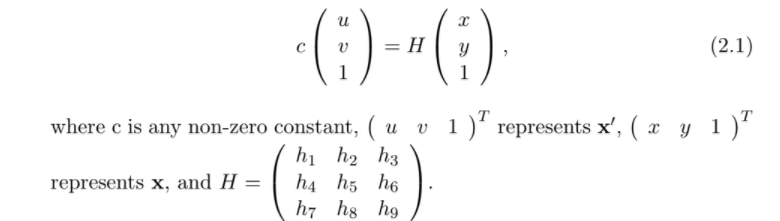 c ( u v 1 ) = H ( x y 1 ) , (2.1)
where c is any non-zero constant, ( u v 1 )^T represents x′, ( x y 1 )^T
represents x, and H = ( h₁ h₂ h₃
h₄ h₅ h₆
h₇ h₈ h₉ ) .